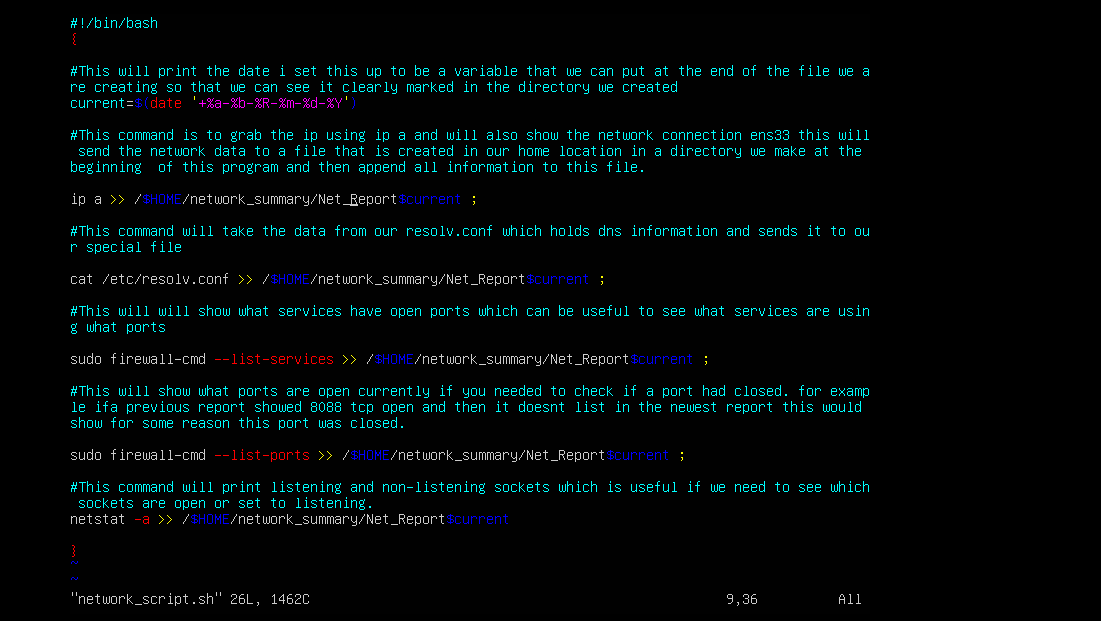 #!/bin/bash
{
#This will print the date i set this up to be a variable that we can put at the end of the file we a
re creating so that we can see it clearly marked in the directory we created
current=$(date '+%a-%b-%R-%m-%d-%Y')
#This command is to grab the ip using ip a and will also show the network connection ens33 this will
 send the network data to a file that is created in our home location in a directory we make at the
beginning  of this program and then append all information to this file.
ip a >> /$HOME/network_summary/Net_Report$current ;
#This command will take the data from our resolv.conf which holds dns information and sends it to ou
r special file
cat /etc/resolv.conf >> /$HOME/network_summary/Net_Report$current ;
#This will will show what services have open ports which can be useful to see what services are usin
g what ports
sudo firewall-cmd --list-services >> /$HOME/network_summary/Net_Report$current ;
#This will show what ports are open currently if you needed to check if a port had closed. for examp
le ifa previous report showed 8088 tcp open and then it doesnt list in the newest report this would
show for some reason this port was closed.
sudo firewall-cmd --list-ports >> /$HOME/network_summary/Net_Report$current ;
#This command will print listening and non-listening sockets which is useful if we need to see which
 sockets are open or set to listening.
netstat -a >> /$HOME/network_summary/Net_Report$current
}
~
~
"network_script.sh" 26L, 1462C 9,36 All